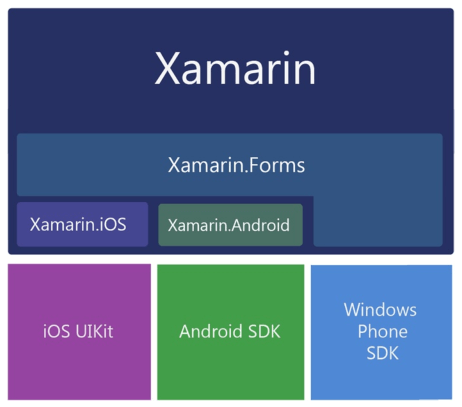 Xamarin
Xamarin.Forms
Xamarin.iOS
Xamarin.Android
iOS UIKit
Android SDK
Windows
Phone
SDK